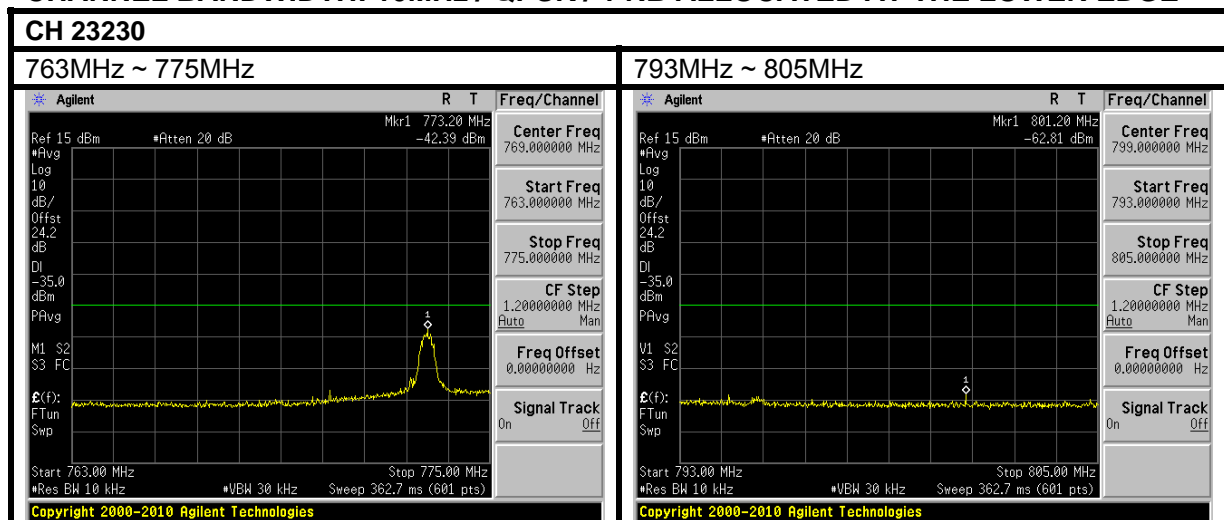 CH 23230
763MHz ~ 775MHz
793MHz ~ 805MHz
Agilent R T Freq/Channel
Mkr1 773.20 MHz
Ref 15 dBm #Atten 20 dB -42.39 dBm
#Avg
Log
10
dB/
Offst
24.2
dB
DI
-35.0
dBm
PAvg
M1 S2
S3 FC
£(f):
FTun
Swp
1
Start 763.00 MHz Stop 775.00 MHz
#Res BW 10 kHz #VBW 30 kHz Sweep 362.7 ms (601 pts)
Center Freq
769.000000 MHz
Start Freq
763.000000 MHz
Stop Freq
775.000000 MHz
CF Step
1.20000000 MHz
Auto Man
Freq Offset
0.00000000 Hz
Signal Track
On Off
Copyright 2000-2010 Agilent Technologies
Agilent R T Freq/Channel
Mkr1 801.20 MHz
Ref 15 dBm #Atten 20 dB -62.81 dBm
#Avg
Log
10
dB/
Offst
24.2
dB
DI
-35.0
dBm
PAvg
V1 S2
S3 FC
£(f):
FTun
Swp
1
Start 793.00 MHz Stop 805.00 MHz
#Res BW 10 kHz #VBW 30 kHz Sweep 362.7 ms (601 pts)
Center Freq
799.000000 MHz
Start Freq
793.000000 MHz
Stop Freq
805.000000 MHz
CF Step
1.20000000 MHz
Auto Man
Freq Offset
0.00000000 Hz
Signal Track
On Off
Copyright 2000-2010 Agilent Technologies